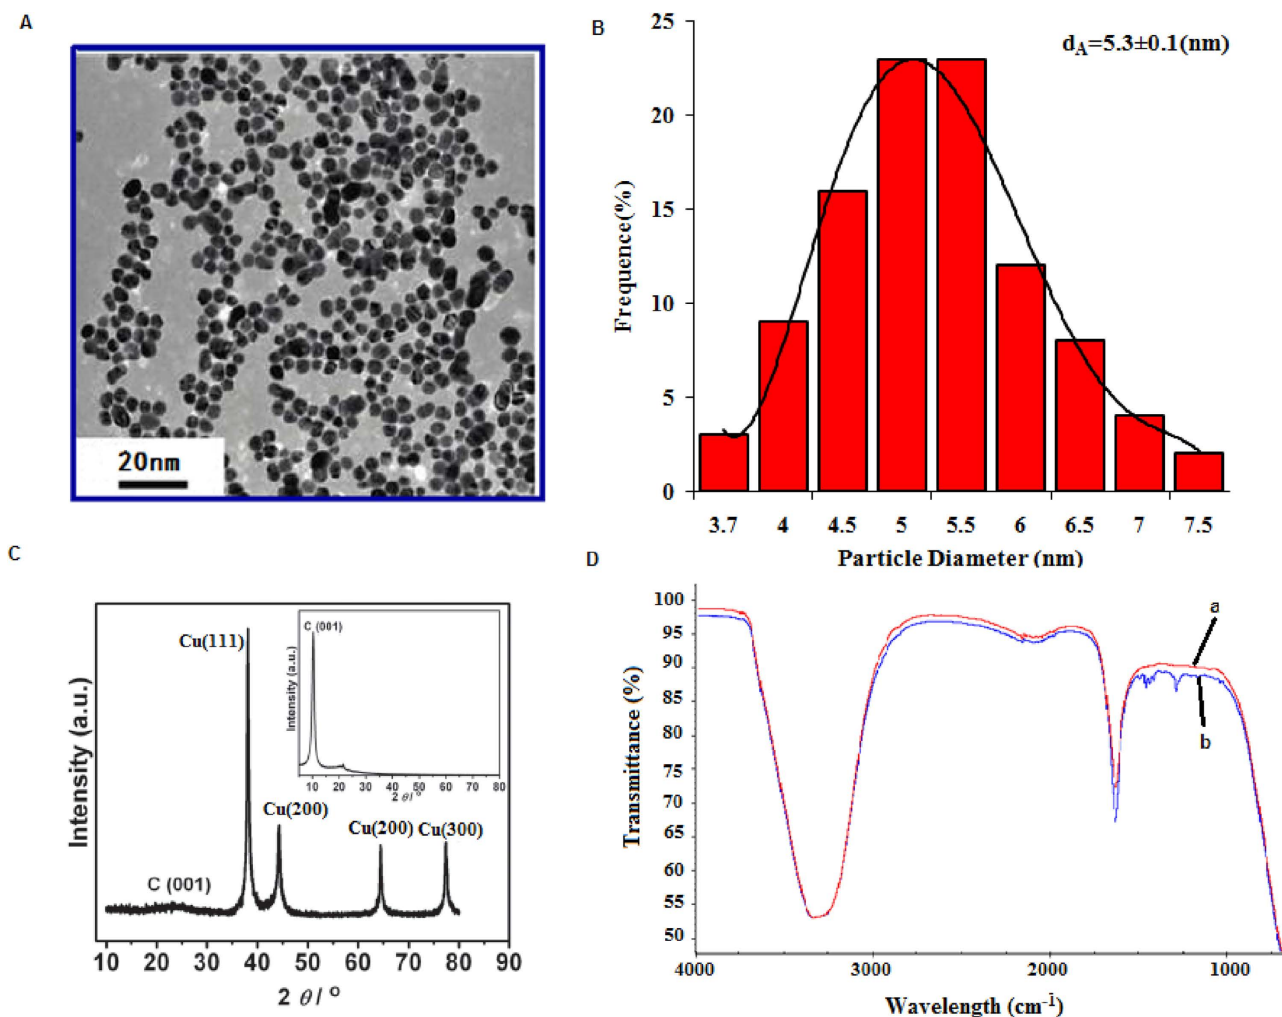 A
20nm
B
d_A=5.3±0.1(nm)
Frequence(%)
25
20
15
10
5
0
3.7 4 4.5 5 5.5 6 6.5 7 7.5
Particle Diameter (nm)
C
Intensity (a.u.)
Cu(111)
Cu(200)
Cu(200)
Cu(300)
C (001)
10 20 30 40 50 60 70 80 90
2 θ / °
C (001)
Intensity (a.u.)
10 20 30 40 50 60 70 80
2 θ / °
D
Transmittance (%)
100
95
90
85
80
75
70
65
60
55
50
a
b
4000 3000 2000 1000
Wavelength (cm⁻¹)